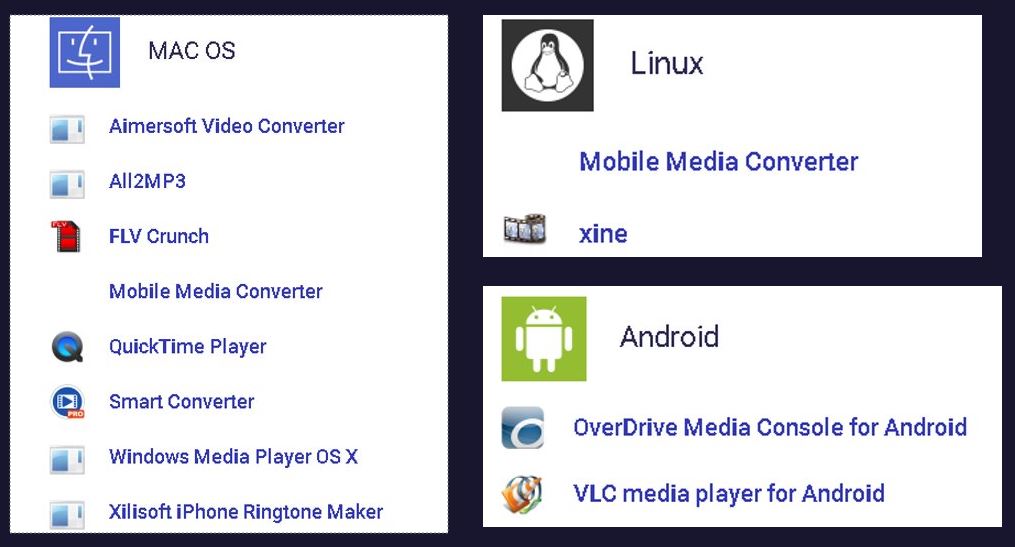 MAC OS
Aimersoft Video Converter
All2MP3
FLV
FLV Crunch
Mobile Media Converter
QuickTime Player
PRO
Smart Converter
Windows Media Player OS X
Xilisoft iPhone Ringtone Maker
Linux
Mobile Media Converter
xine
Android
OverDrive Media Console for Android
VLC media player for Android